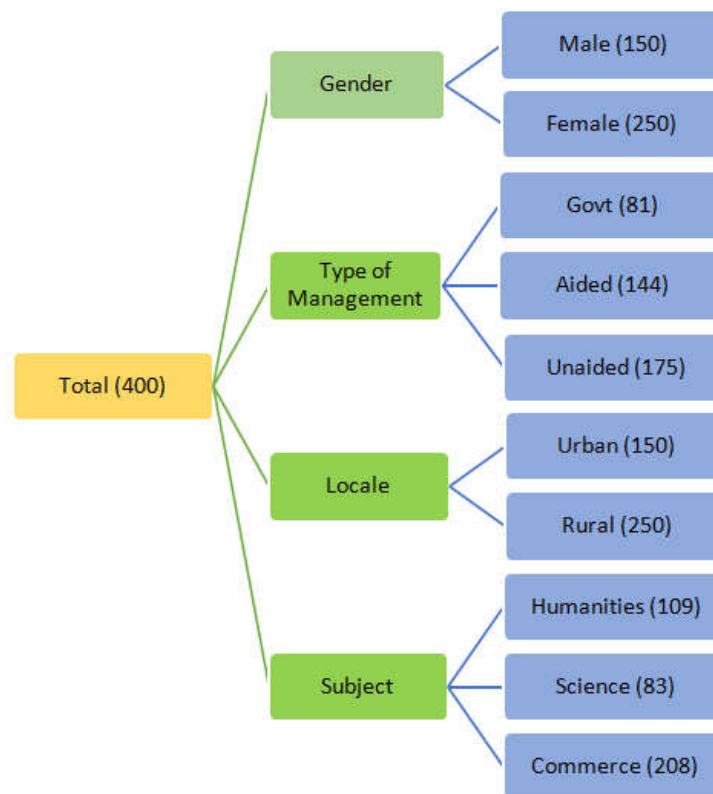 Total (400)
Gender
Male (150)
Female (250)
Type of
Management
Govt (81)
Aided (144)
Unaided (175)
Locale
Urban (150)
Rural (250)
Subject
Humanities (109)
Science (83)
Commerce (208)